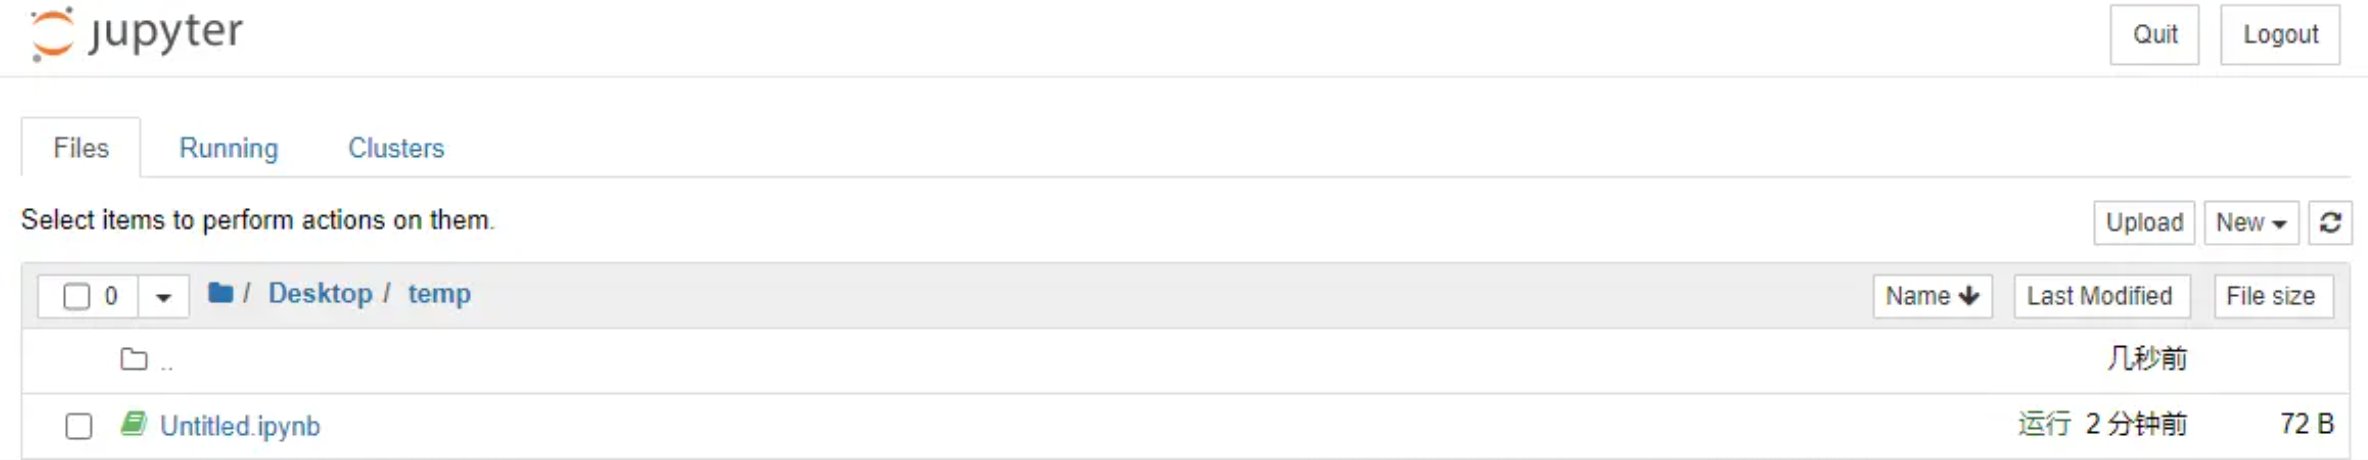 jupyter Quit Logout
Files Running Clusters
Select items to perform actions on them. Upload New
0 / Desktop / temp Name Last Modified File size
.. 几秒前
Untitled.ipynb 运行 2 分钟前 72 B